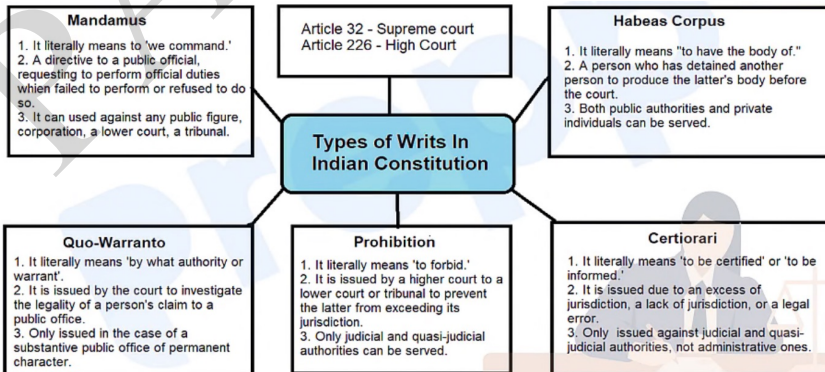 Mandamus
1. It literally means to 'we command.'
2. A directive to a public official,
requesting to perform official duties
when failed to perform or refused to do
so.
3. It can used against any public figure,
corporation, a lower court, a tribunal.
Article 32 - Supreme court
Article 226 - High Court
Habeas Corpus
1. It literally means "to have the body of."
2. A person who has detained another
person to produce the latter's body before
the court.
3. Both public authorities and private
individuals can be served.
Types of Writs In
Indian Constitution
Quo-Warranto
1. It literally means 'by what authority or
warrant'.
2. It is issued by the court to investigate
the legality of a person's claim to a
public office.
3. Only issued in the case of a
substantive public office of permanent
character.
Prohibition
1. It literally means 'to forbid.'
2. It is issued by a higher court to a
lower court or tribunal to prevent
the latter from exceeding its
jurisdiction.
3. Only judicial and quasi-judicial
authorities can be served.
Certiorari
1. It literally means 'to be certified' or 'to be
informed.'
2. It is issued due to an excess of
jurisdiction, a lack of jurisdiction, or a legal
error.
3. Only issued against judicial and quasi-
judicial authorities, not administrative ones.
prepp